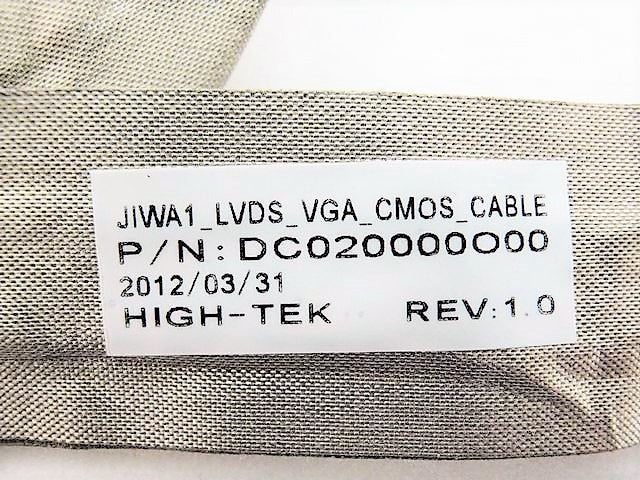 JIWA1_LVDS_VGA_CMOS_CABLE
P/N:DC020000O00
2012/03/31
HIGH-TEK REV:1.0